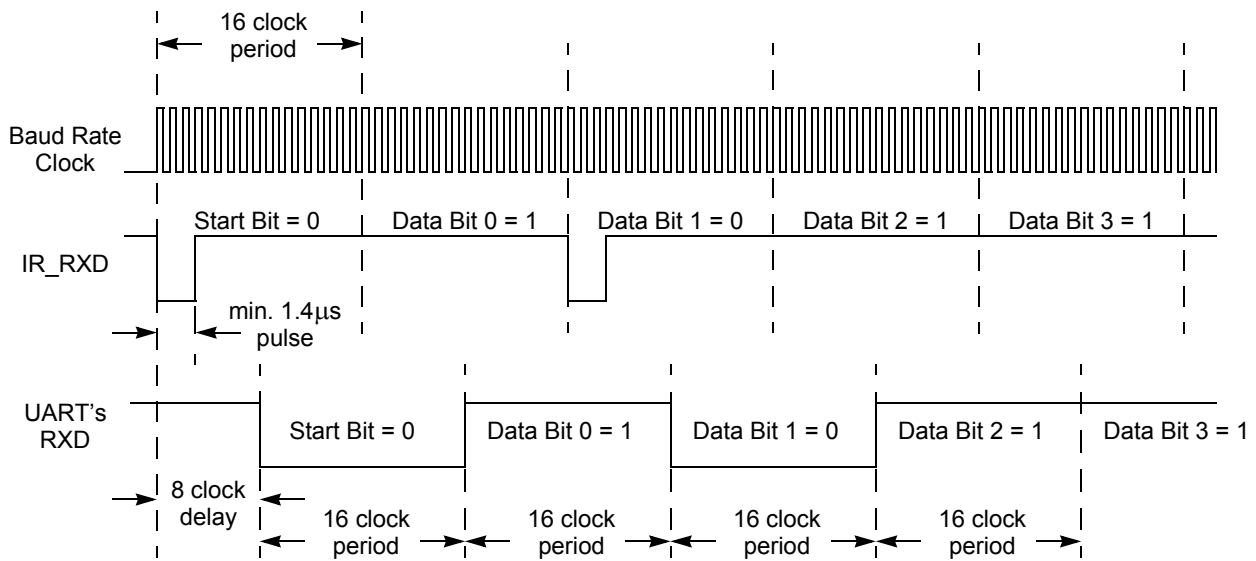 16 clock
period
Baud Rate
Clock
Start Bit = 0
Data Bit 0 = 1
Data Bit 1 = 0
Data Bit 2 = 1
Data Bit 3 = 1
IR_RXD
min. 1.4μs
pulse
UART's
RXD
Start Bit = 0
Data Bit 0 = 1
Data Bit 1 = 0
Data Bit 2 = 1
Data Bit 3 = 1
8 clock
delay
16 clock
period
16 clock
period
16 clock
period
16 clock
period